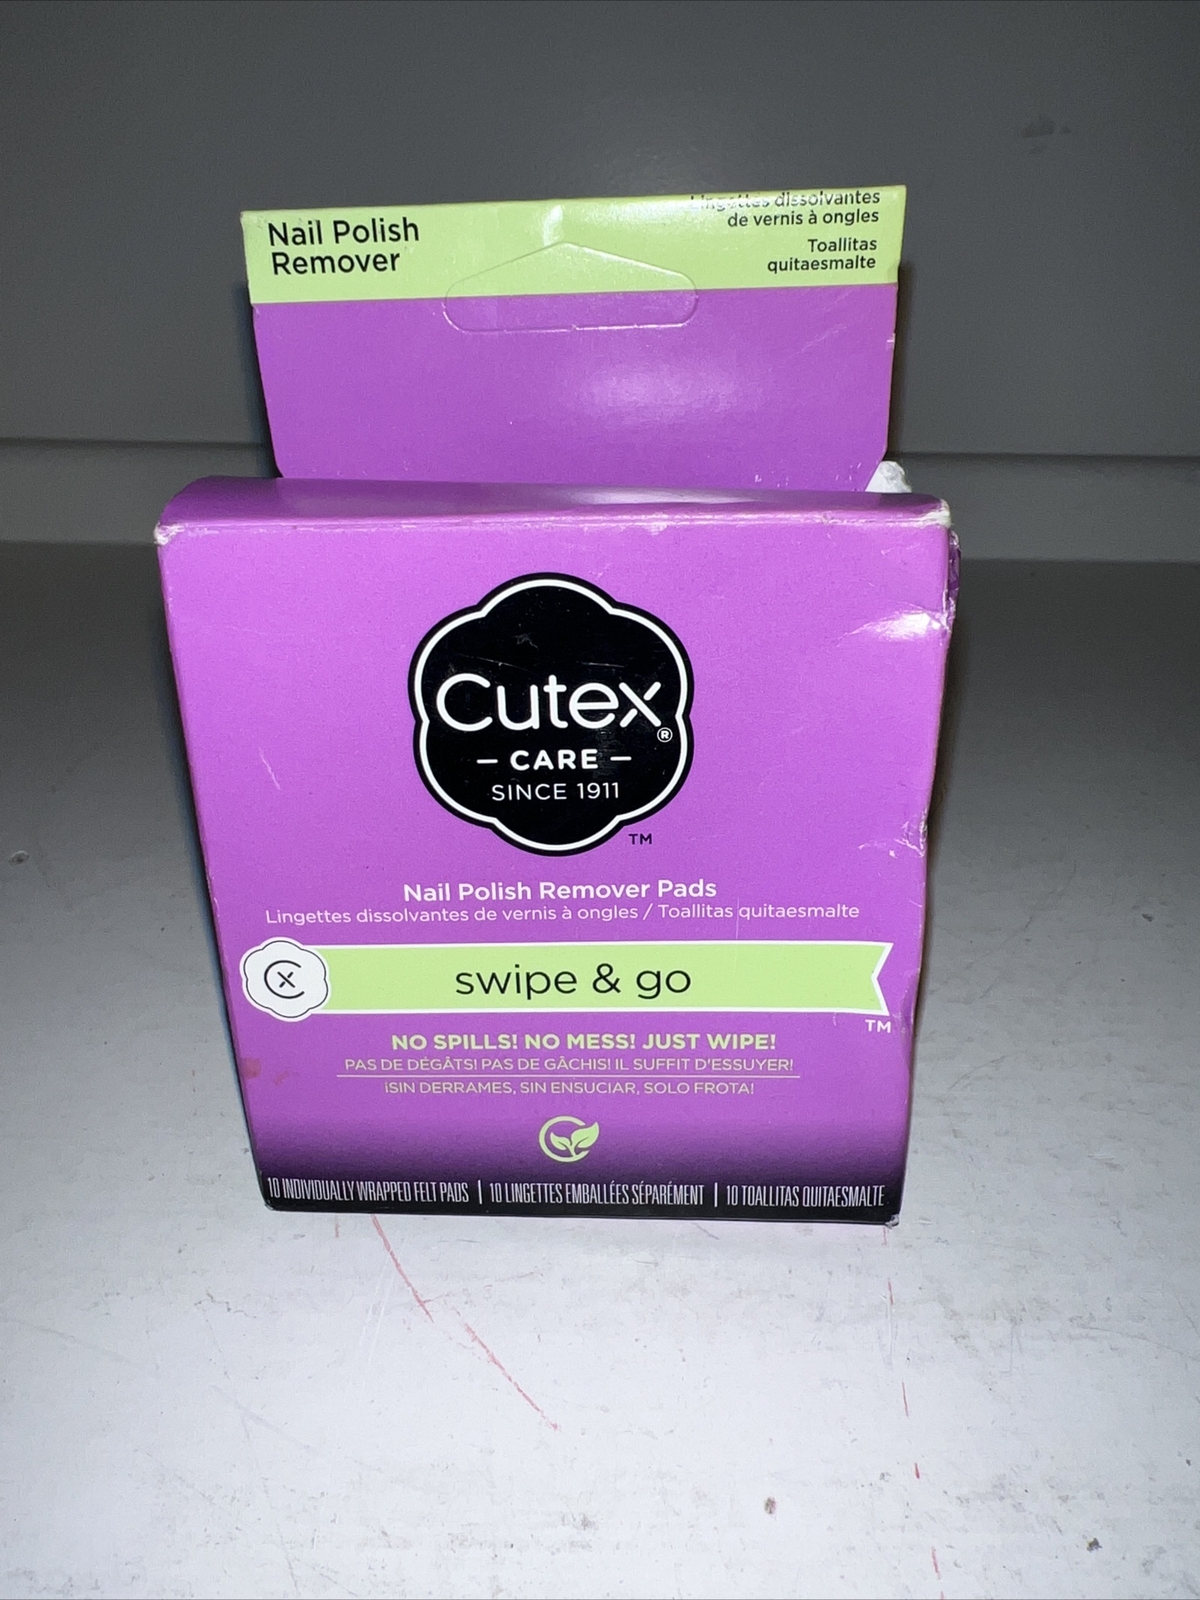 Nail Polish
Remover
Lingettes dissolvantes
de vernis à ongles
Toallitas
quitaesmalte
Cutex®
- CARE -
SINCE 1911
TM
Nail Polish Remover Pads
Lingettes dissolvantes de vernis à ongles / Toallitas quitaesmalte
CX
swipe & go
TM
NO SPILLS! NO MESS! JUST WIPE!
PAS DE DÉGÂTS! PAS DE GÂCHIS! IL SUFFIT D'ESSUYER!
¡SIN DERRAMES, SIN ENSUCIAR, SOLO FROTA!
10 INDIVIDUALLY WRAPPED FELT PADS | 10 LINGETTES EMBALLÉES SÉPARÉMENT | 10 TOALLITAS QUITAESMALTE